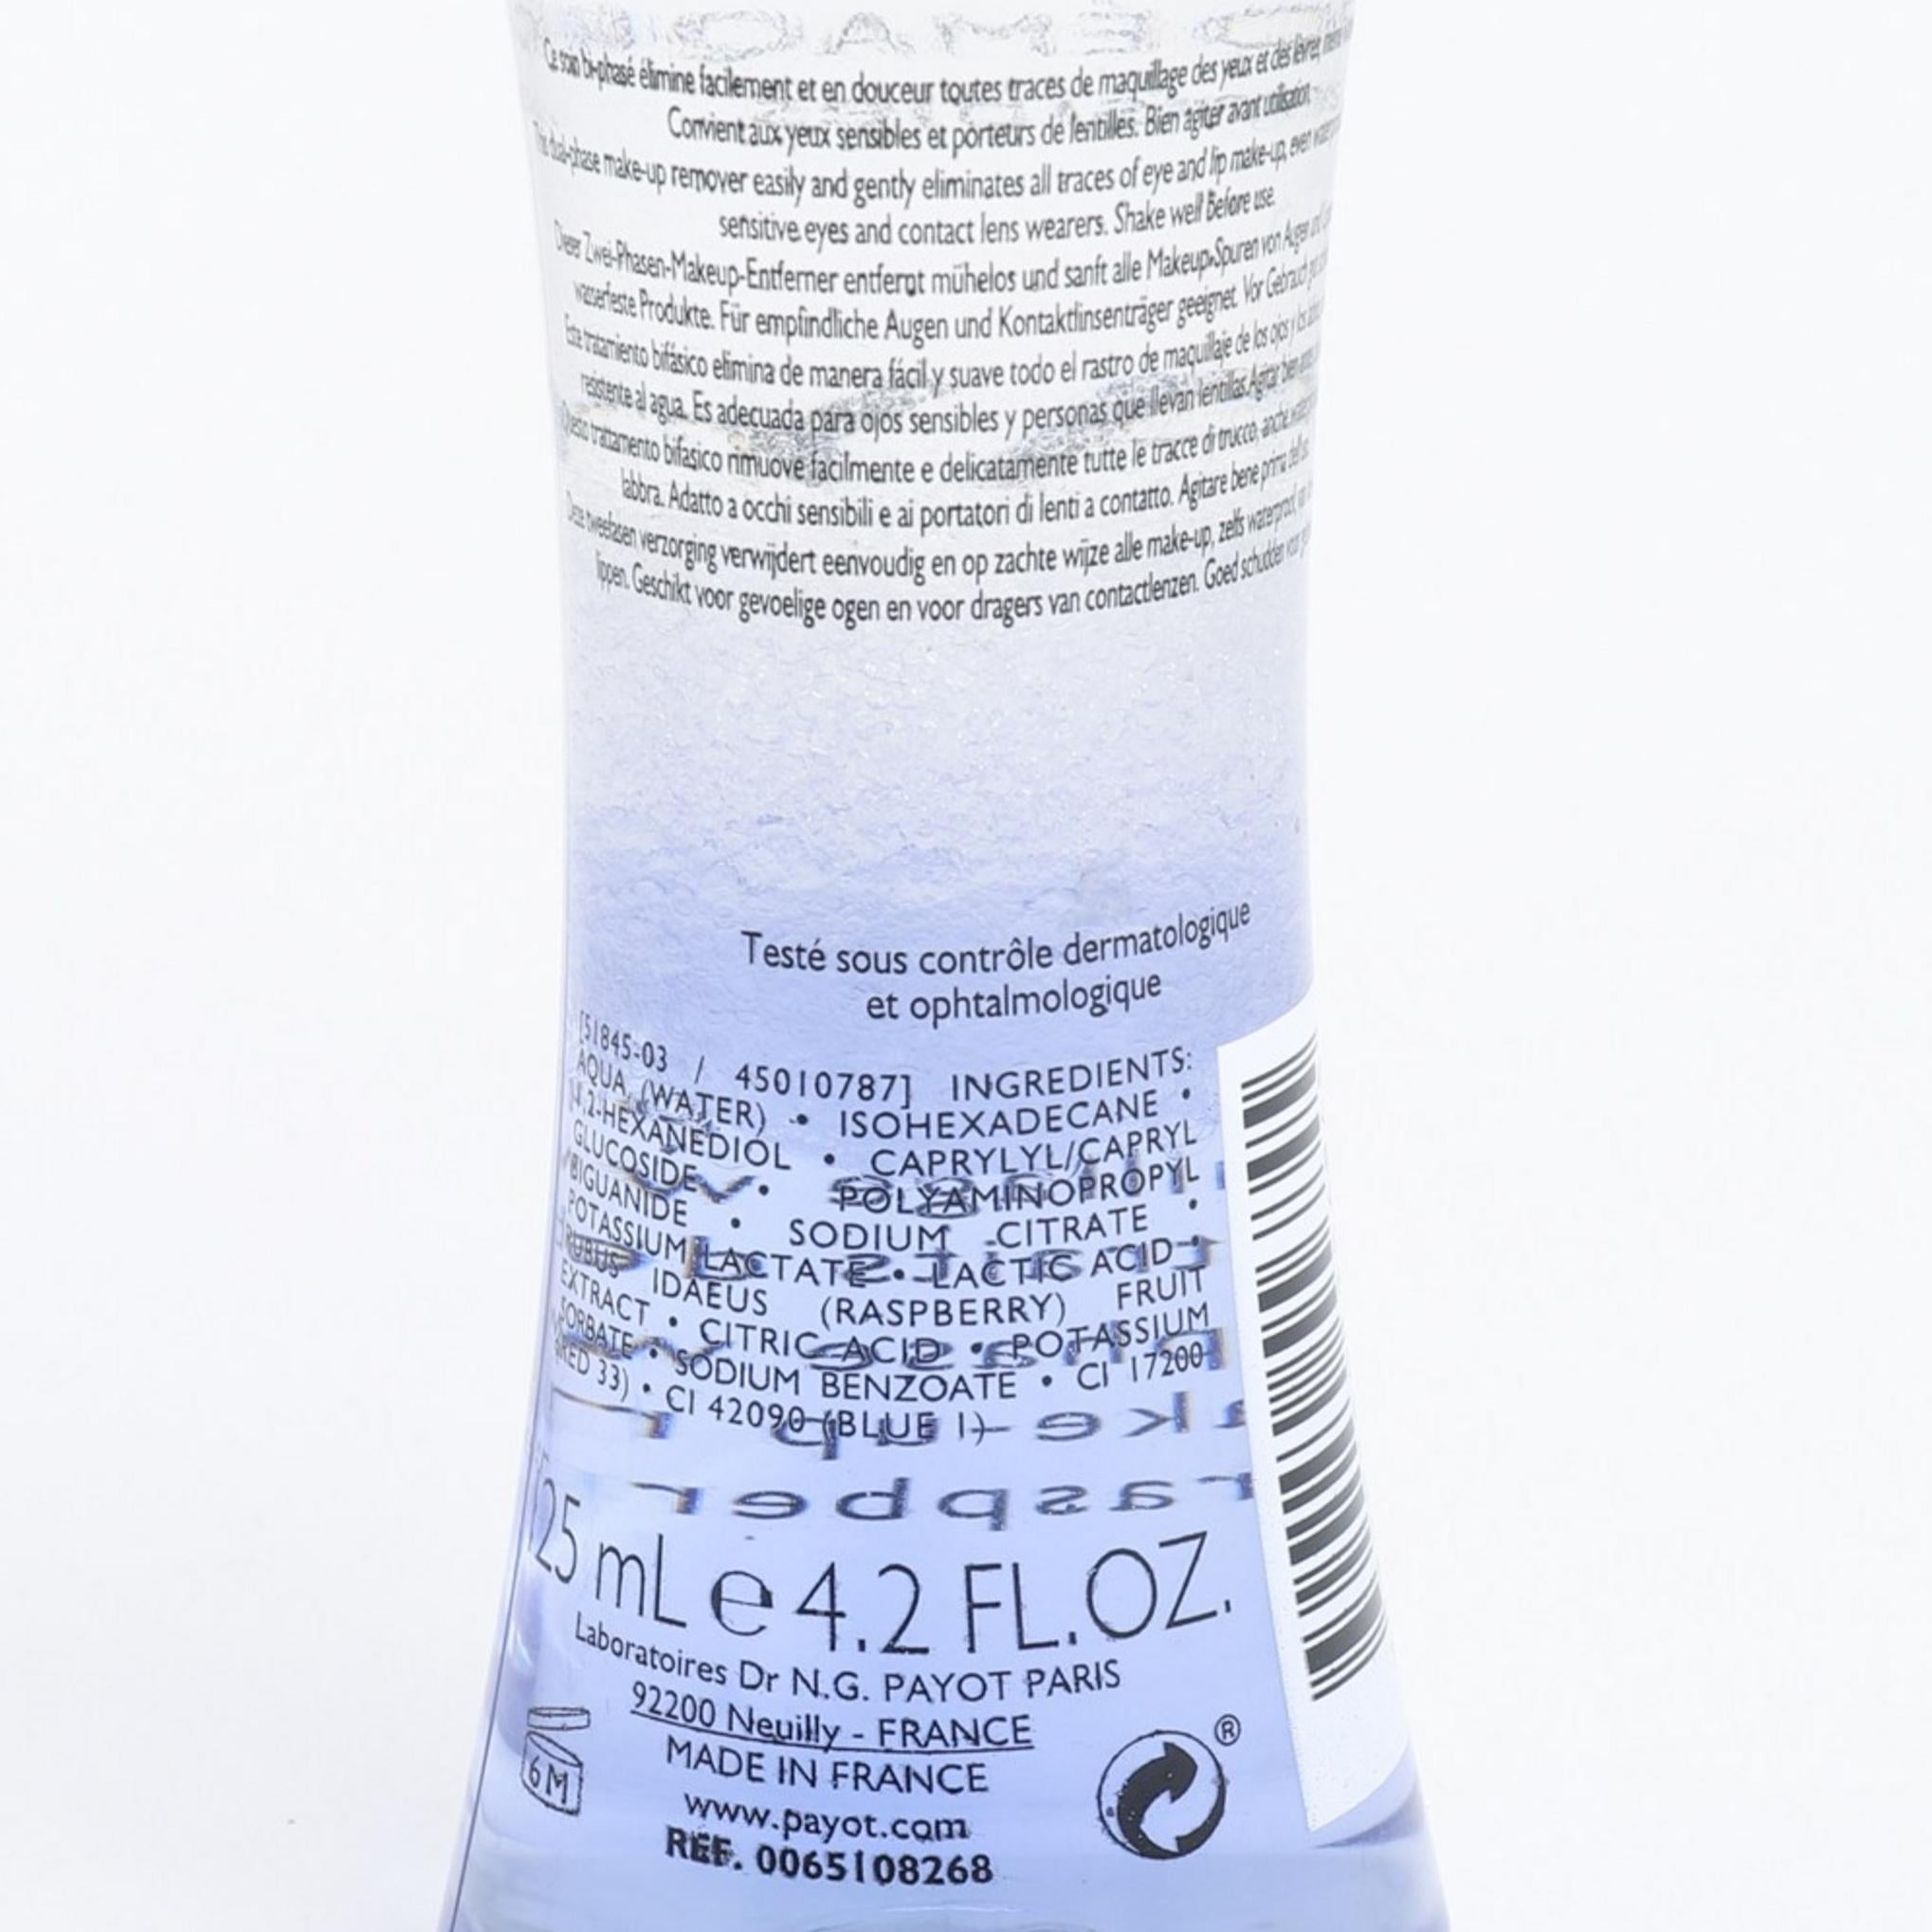 Ce soin bi-phasé élimine facilement et en douceur toutes traces de maquillage des yeux et des lèvres,
Convient aux yeux sensibles et porteurs de lentilles. Bien agiter avant utilisation.
This dual-phase make-up remover easily and gently eliminates all traces of eye and lip make-up, even
sensitive eyes and contact lens wearers. Shake well Before use.
Dieser Zwei-Phasen-Makeup-Entferner entfernt mühelos und sanft alle Makeup-Spuren von Augen und
wasserfeste Produkte. Für empfindliche Augen und Kontaktlinsenträger geeignet. Vor Gebrauch
Este tratamiento bifásico elimina de manera fácil y suave todo el rastro de maquillaje de los ojos y los
resistente al agua. Es adecuada para ojos sensibles y personas que llevan lentillas. Agitar bien
Questo trattamento bifasico rimuove facilmente e delicatamente tutte le tracce di trucco, anche
labbra. Adatto a occhi sensibili e ai portatori di lenti a contatto. Agitare bene prima
Deze tweefasen verzorging verwijdert eenvoudig en op zachte wijze alle make-up, zelfs waterproof,
lippen. Geschikt voor gevoelige ogen en voor dragers van contactlenzen. Goed schudden voor
Testé sous contrôle dermatologique
et ophtalmologique
[51845-03 / 45010787] INGREDIENTS:
AQUA (WATER) • ISOHEXADECANE •
1,2-HEXANEDIOL • CAPRYLYL/CAPRYL
GLUCOSIDE • POLYAMINOPROPYL
BIGUANIDE • SODIUM CITRATE •
POTASSIUM LACTATE • LACTIC ACID •
RUBUS IDAEUS (RASPBERRY) FRUIT
EXTRACT • CITRIC ACID • POTASSIUM
SORBATE • SODIUM BENZOATE • CI 17200
(RED 33) • CI 42090 (BLUE 1)
125 mL e 4.2 FL.OZ.
Laboratoires Dr N.G. PAYOT PARIS
92200 Neuilly - FRANCE
MADE IN FRANCE
www.payot.com
REF. 0065108268
6 M
®